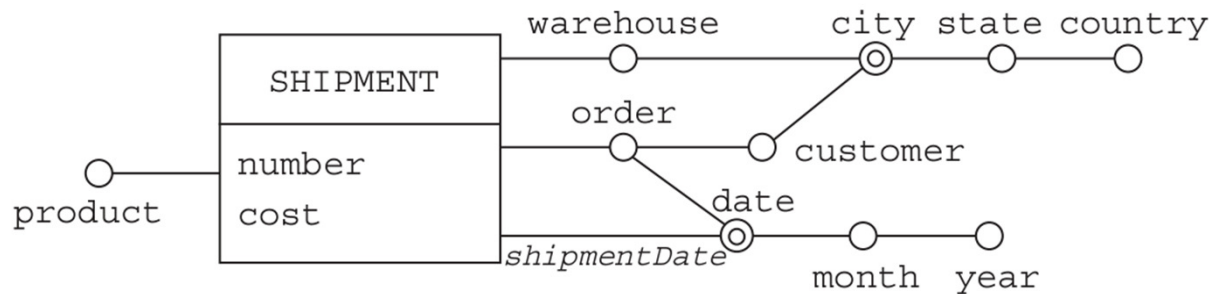 warehouse city state country
SHIPMENT
order
number customer
product cost date
shipmentDate
month year